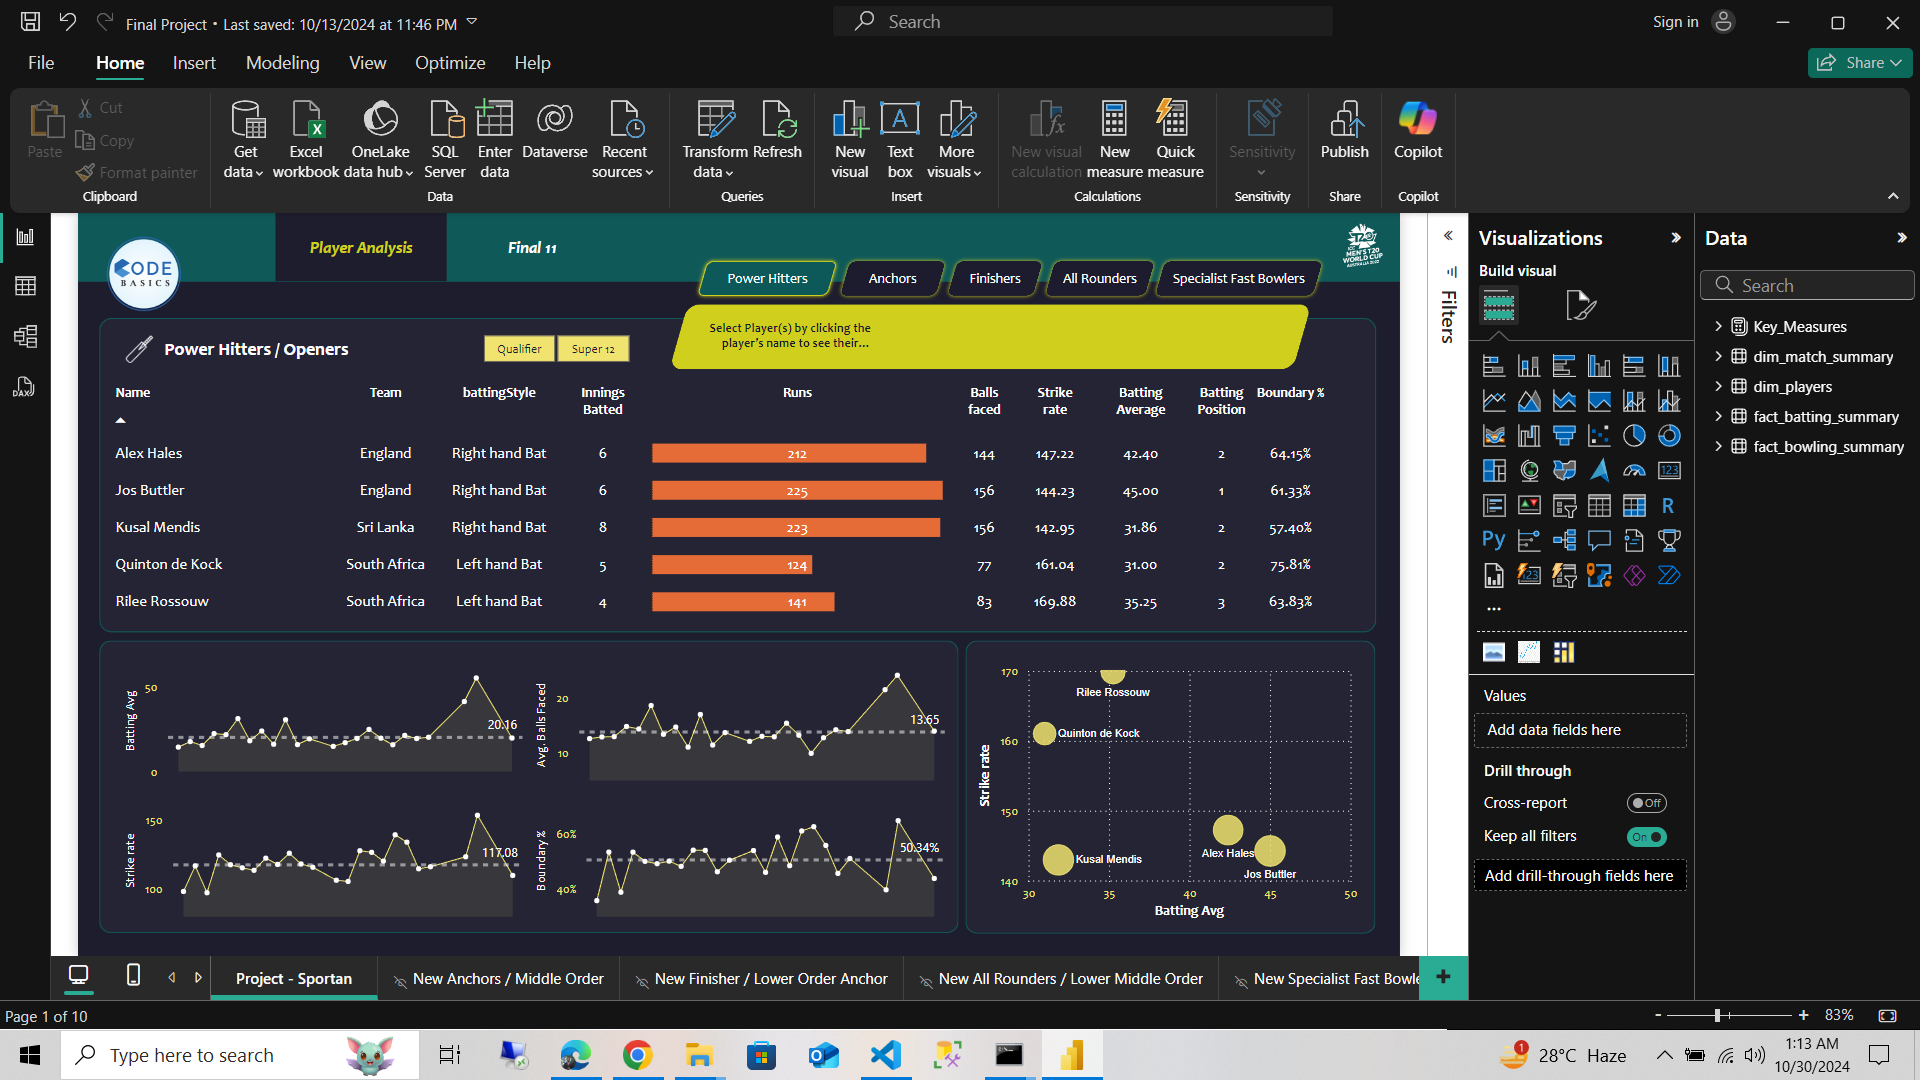 Final Project • Last saved: 10/13/2024 at 11:46 PM
Search
Sign in
File
Home
Insert
Modeling
View
Optimize
Help
Share
Paste
Cut
Copy
Format painter
Clipboard
Get data
Excel workbook
OneLake data hub
SQL Server
Enter data
Dataverse
Recent sources
Data
Transform data
Refresh
Queries
New visual
Text box
More visuals
Insert
New visual calculation
New measure
Quick measure
Calculations
Sensitivity
Sensitivity
Publish
Share
Copilot
Copilot
CODE
BASICS
Player Analysis
Final 11
ICC
MEN'S T20
WORLD CUP
AUSTRALIA 2022
Power Hitters
Anchors
Finishers
All Rounders
Specialist Fast Bowlers
Select Player(s) by clicking the
player's name to see their...
Power Hitters / Openers
Qualifier
Super 12
Name Team battingStyle Innings Batted Runs Balls faced Strike rate Batting Average Batting Position Boundary %
Alex Hales England Right hand Bat 6 212 144 147.22 42.40 2 64.15%
Jos Buttler England Right hand Bat 6 225 156 144.23 45.00 1 61.33%
Kusal Mendis Sri Lanka Right hand Bat 8 223 156 142.95 31.86 2 57.40%
Quinton de Kock South Africa Left hand Bat 5 124 77 161.04 31.00 2 75.81%
Rilee Rossouw South Africa Left hand Bat 4 141 83 169.88 35.25 3 63.83%
Batting Avg
50
0
20.16
Avg. Balls Faced
20
10
13.65
Strike rate
150
100
117.08
Boundary %
60%
40%
50.34%
Strike rate
170
160
150
140
Rilee Rossouw
Quinton de Kock
Alex Hales
Kusal Mendis
Jos Buttler
30 35 40 45 50
Batting Avg
Filters
Visualizations
Build visual
123
R
Py
123
...
Values
Add data fields here
Drill through
Cross-report
Off
Keep all filters
On
Add drill-through fields here
Data
Search
Key_Measures
dim_match_summary
dim_players
fact_batting_summary
fact_bowling_summary
DAX
Project - Sportan
New Anchors / Middle Order
New Finisher / Lower Order Anchor
New All Rounders / Lower Middle Order
New Specialist Fast Bowle
+
Page 1 of 10
- + 83%
Type here to search
1
28°C Haze
1:13 AM
10/30/2024